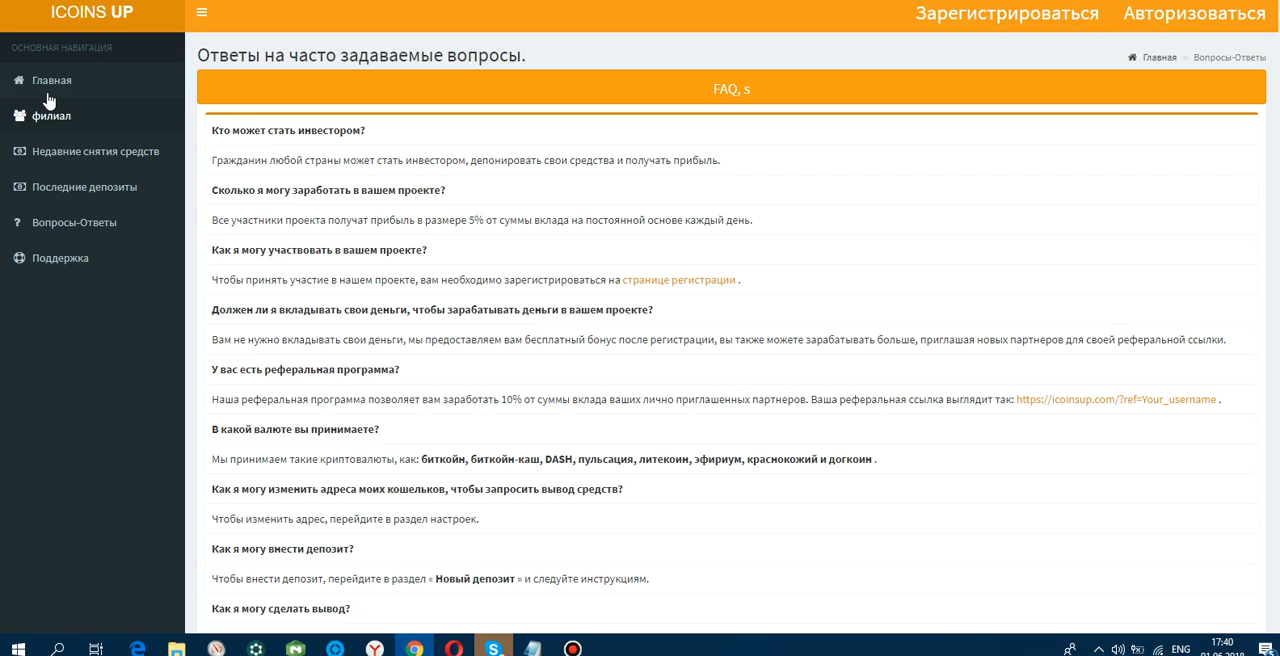 ICOINS UP
Зарегистрироваться Авторизоваться
ОСНОВНАЯ НАВИГАЦИЯ
Главная
филиал
Недавние снятия средств
Последние депозиты
Вопросы-Ответы
Поддержка
Ответы на часто задаваемые вопросы.
Главная » Вопросы-Ответы
FAQ, s
Кто может стать инвестором?
Гражданин любой страны может стать инвестором, депонировать свои средства и получать прибыль.
Сколько я могу заработать в вашем проекте?
Все участники проекта получат прибыль в размере 5% от суммы вклада на постоянной основе каждый день.
Как я могу участвовать в вашем проекте?
Чтобы принять участие в нашем проекте, вам необходимо зарегистрироваться на странице регистрации .
Должен ли я вкладывать свои деньги, чтобы зарабатывать деньги в вашем проекте?
Вам не нужно вкладывать свои деньги, мы предоставляем вам бесплатный бонус после регистрации, вы также можете зарабатывать больше, приглашая новых партнеров для своей реферальной ссылки.
У вас есть реферальная программа?
Наша реферальная программа позволяет вам заработать 10% от суммы вклада ваших лично приглашенных партнеров. Ваша реферальная ссылка выглядит так: https://icoinsup.com/?ref=Your_username .
В какой валюте вы принимаете?
Мы принимаем такие криптовалюты, как: биткойн, биткойн-каш, DASH, пульсация, литекоин, эфириум, краснокожий и догкоин .
Как я могу изменить адреса моих кошельков, чтобы запросить вывод средств?
Чтобы изменить адрес, перейдите в раздел настроек.
Как я могу внести депозит?
Чтобы внести депозит, перейдите в раздел « Новый депозит » и следуйте инструкциям.
Как я могу сделать вывод?
ENG
17:40
01.06.2018